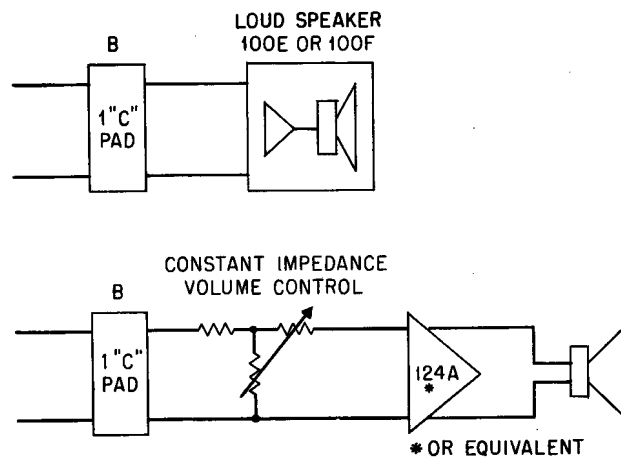 LOUD SPEAKER
100E OR 100F
B
1"C"
PAD
CONSTANT IMPEDANCE
VOLUME CONTROL
B
1"C"
PAD
124A
*
* OR EQUIVALENT